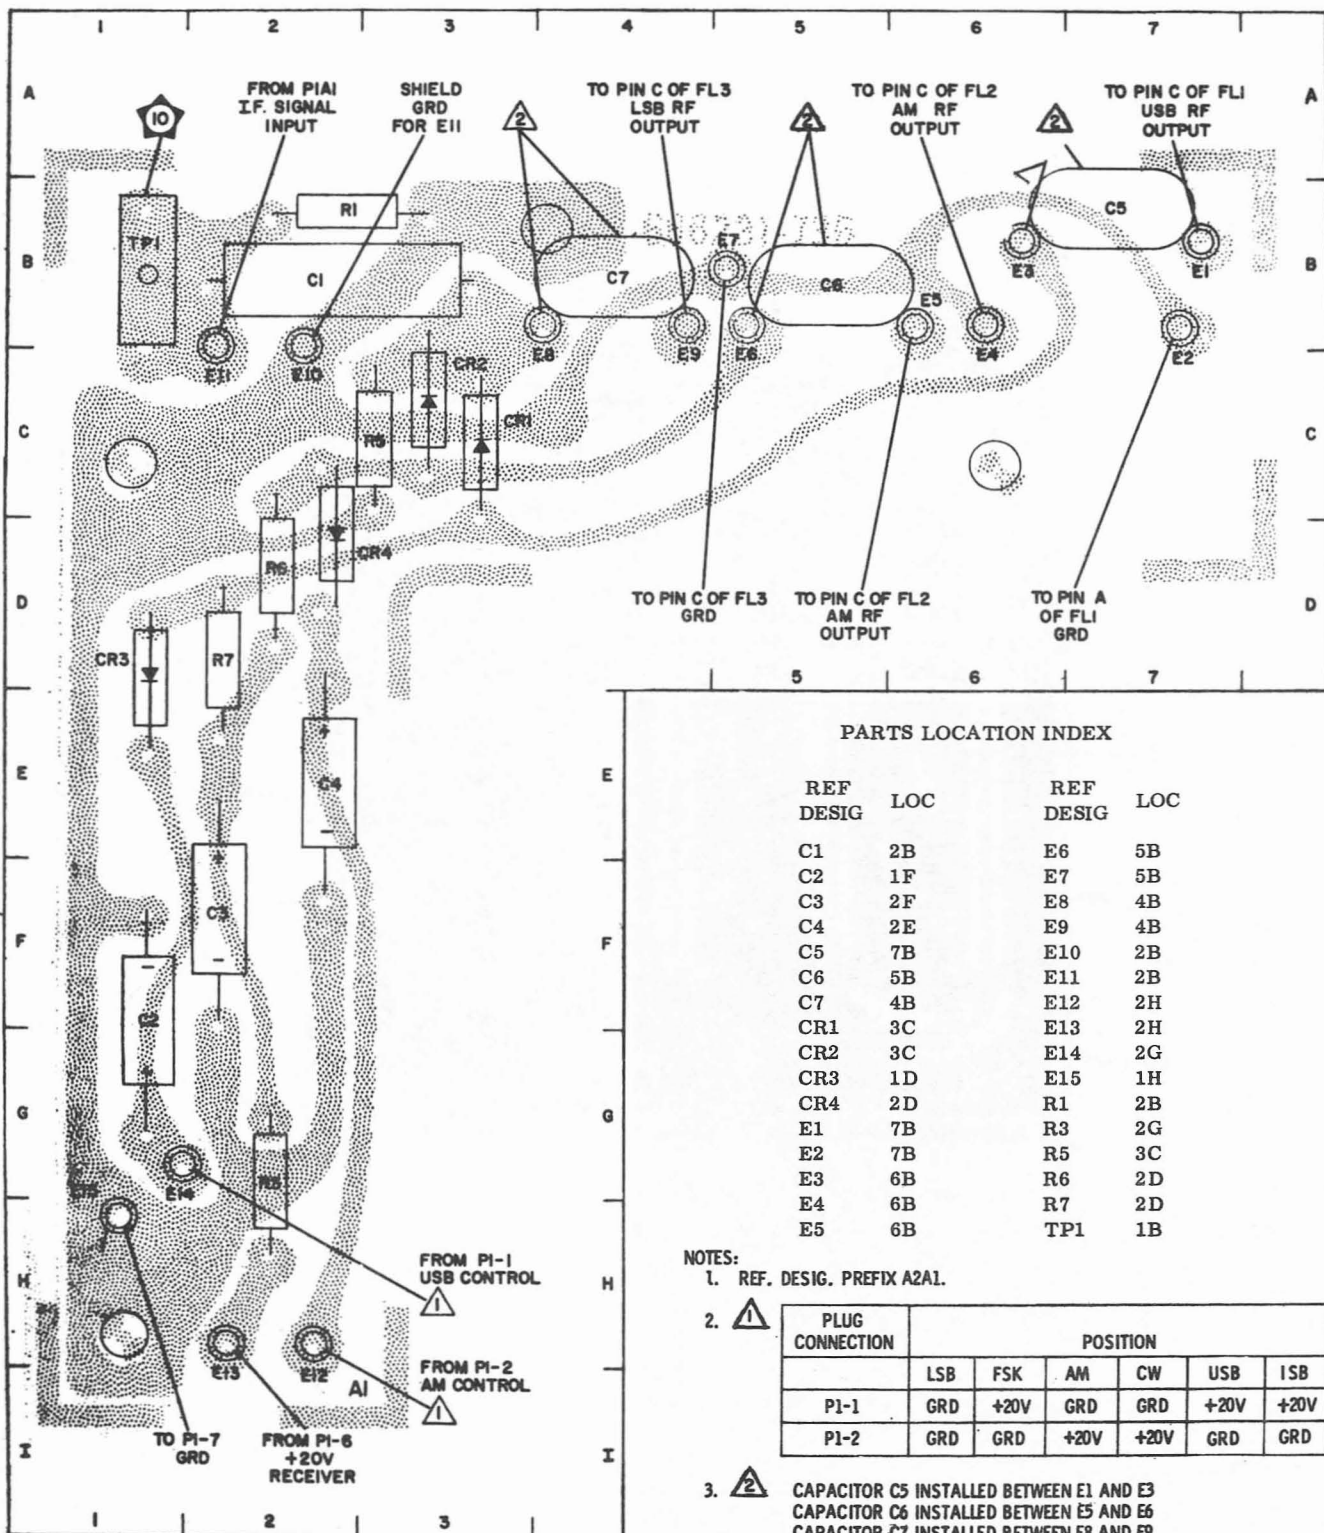 1 2 3 4 5 6 7
A
A
10
FROM P1A1
I.F. SIGNAL
INPUT
SHIELD
GRD
FOR E11
2
TO PIN C OF FL3
LSB RF
OUTPUT
2
TO PIN C OF FL2
AM RF
OUTPUT
2
TO PIN C OF FL1
USB RF
OUTPUT
B
TP1
R1
C1
C7
E7
C6
E5
E3
C5
E1
B
E11
E10
E8
E9
E6
E4
E2
C
CR2
R5
CR1
C
R6
CR4
D
TO PIN C OF FL3
GRD
TO PIN C OF FL2
AM RF
OUTPUT
TO PIN A
OF FL1
GRD
D
CR3
R7
5 6 7
E
+
C4
−
E
+
C3
−
F
−
C2
+
F
G
E14
R3
E15
G
FROM P1-1
USB CONTROL
1
H
H
E13
E12
A1
FROM P1-2
AM CONTROL
1
TO P1-7
GRD
FROM P1-6
+20V
RECEIVER
I
I
1 2 3
PARTS LOCATION INDEX
REF DESIG LOC REF DESIG LOC
C1 2B E6 5B
C2 1F E7 5B
C3 2F E8 4B
C4 2E E9 4B
C5 7B E10 2B
C6 5B E11 2B
C7 4B E12 2H
CR1 3C E13 2H
CR2 3C E14 2G
CR3 1D E15 1H
CR4 2D R1 2B
E1 7B R3 2G
E2 7B R5 3C
E3 6B R6 2D
E4 6B R7 2D
E5 6B TP1 1B
NOTES:
1. REF. DESIG. PREFIX A2A1.
2. 1
PLUG CONNECTION POSITION
LSB FSK AM CW USB ISB
P1-1 GRD +20V GRD GRD +20V +20V
P1-2 GRD GRD +20V +20V GRD GRD
3. 2 CAPACITOR C5 INSTALLED BETWEEN E1 AND E3
CAPACITOR C6 INSTALLED BETWEEN E5 AND E6
CAPACITOR C7 INSTALLED BETWEEN E8 AND E9